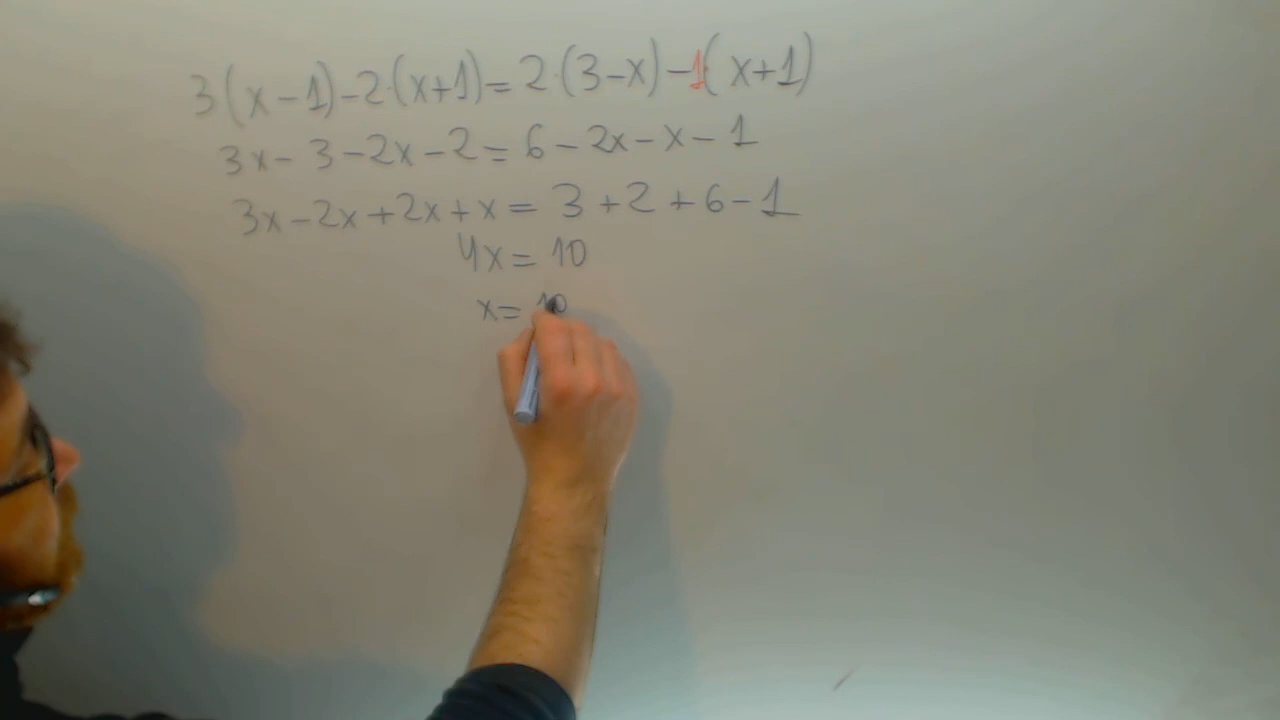 3(x-1)-2·(x+1)=2·(3-x)-1·(x+1)
3x-3-2x-2=6-2x-x-1
3x-2x+2x+x=3+2+6-1
4x=10
x=10